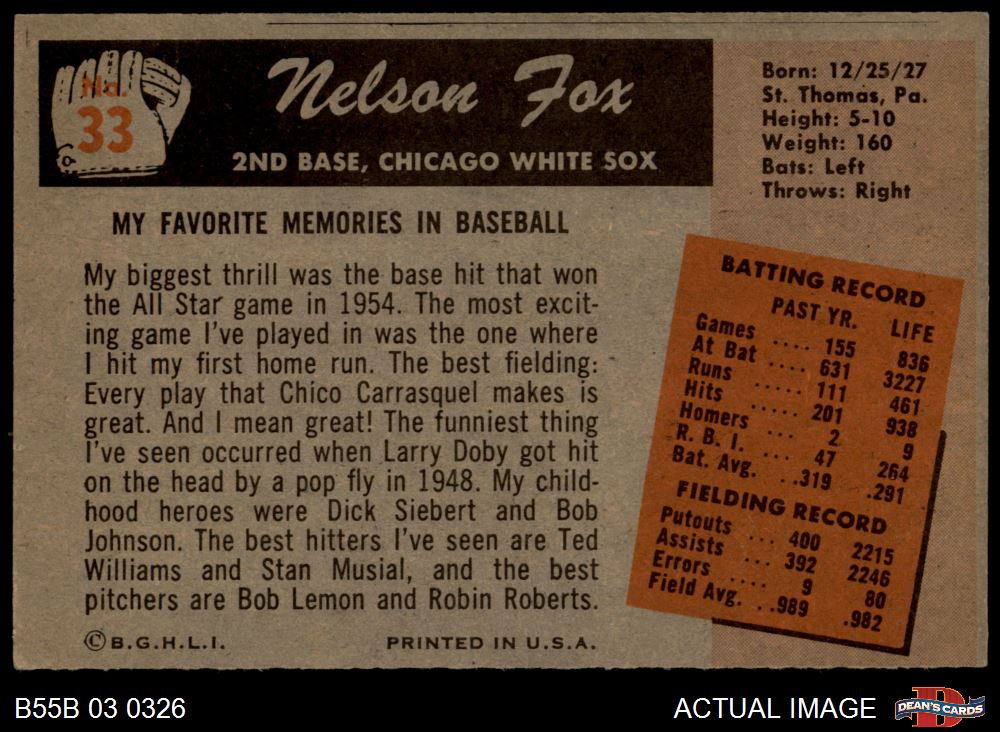 No.
33
Nelson Fox
2ND BASE, CHICAGO WHITE SOX
Born: 12/25/27
St. Thomas, Pa.
Height: 5-10
Weight: 160
Bats: Left
Throws: Right
MY FAVORITE MEMORIES IN BASEBALL
My biggest thrill was the base hit that won
the All Star game in 1954. The most excit-
ing game I've played in was the one where
I hit my first home run. The best fielding:
Every play that Chico Carrasquel makes is
great. And I mean great! The funniest thing
I've seen occurred when Larry Doby got hit
on the head by a pop fly in 1948. My child-
hood heroes were Dick Siebert and Bob
Johnson. The best hitters I've seen are Ted
Williams and Stan Musial, and the best
pitchers are Bob Lemon and Robin Roberts.
BATTING RECORD
PAST YR. LIFE
Games .... 155 836
At Bat .... 631 3227
Runs ..... 111 461
Hits ..... 201 938
Homers ... 2 9
R. B. I. ... 47 264
Bat. Avg. ..319 .291
FIELDING RECORD
Putouts ... 400 2215
Assists ... 392 2246
Errors .... 9 80
Field Avg. ..989 .982
© B.G.H.L.I. PRINTED IN U.S.A.
B55B 03 0326 ACTUAL IMAGE
D
DEAN'S CARDS